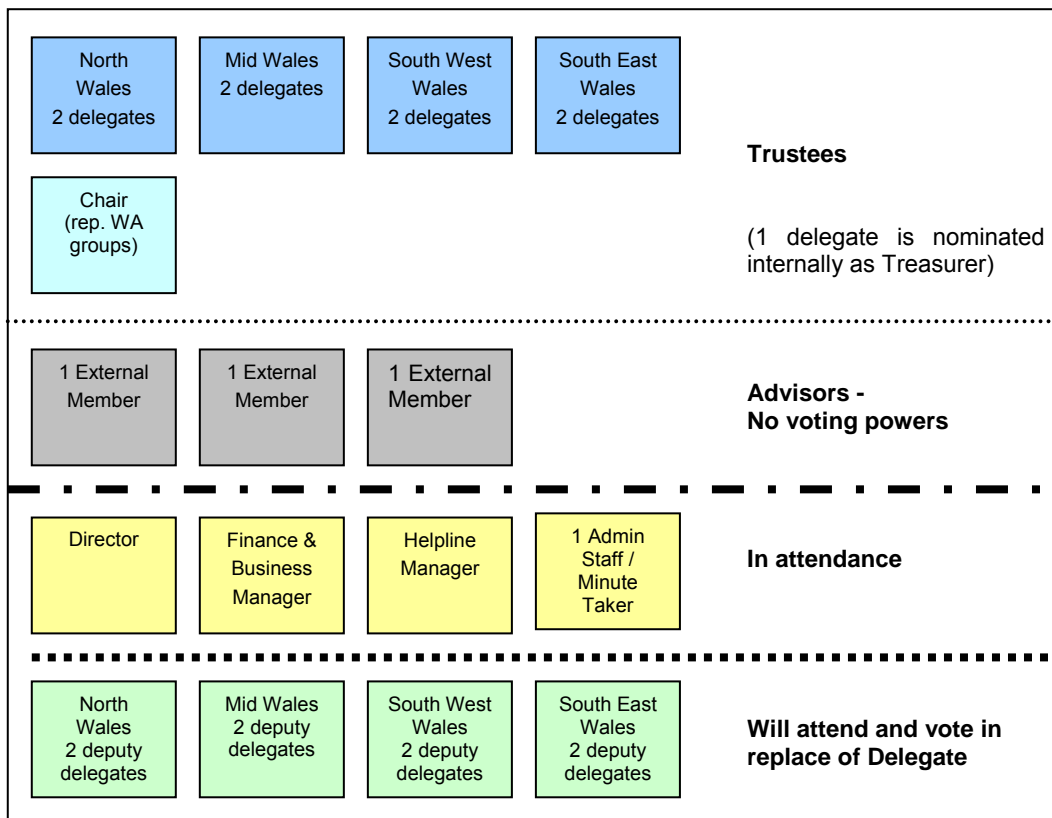 North
Wales
2 delegates
Mid Wales
2 delegates
South West
Wales
2 delegates
South East
Wales
2 delegates
Trustees
Chair
(rep. WA
groups)
(1 delegate is nominated
internally as Treasurer)
1 External
Member
1 External
Member
1 External
Member
Advisors -
No voting powers
Director
Finance &
Business
Manager
Helpline
Manager
1 Admin
Staff /
Minute
Taker
In attendance
North
Wales
2 deputy
delegates
Mid Wales
2 deputy
delegates
South West
Wales
2 deputy
delegates
South East
Wales
2 deputy
delegates
Will attend and vote in
replace of Delegate